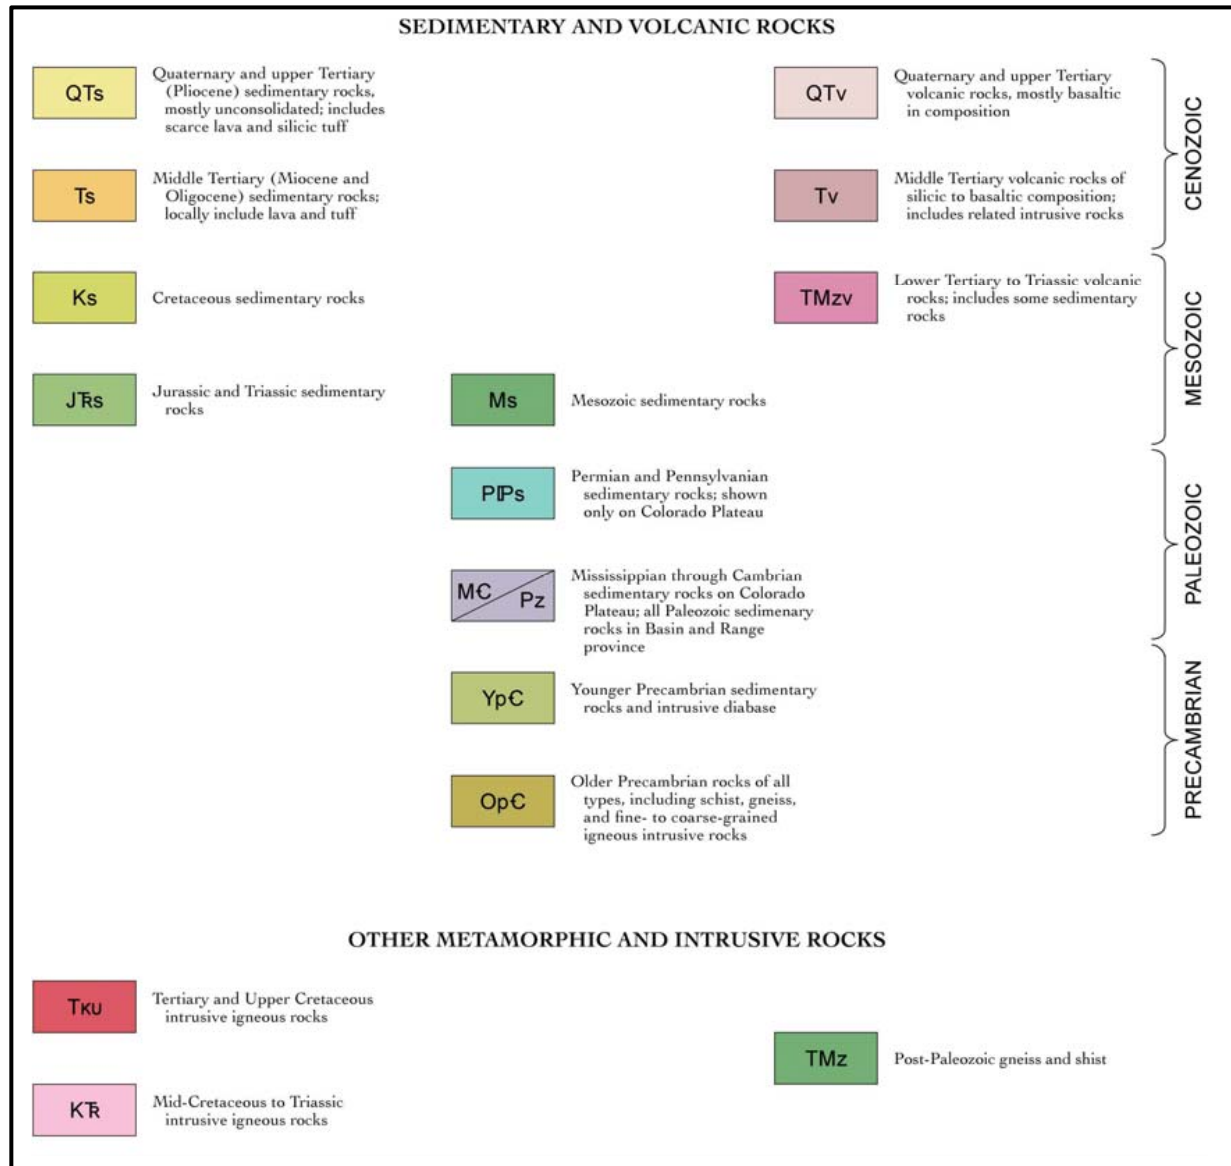 SEDIMENTARY AND VOLCANIC ROCKS
QTs
Quaternary and upper Tertiary
(Pliocene) sedimentary rocks,
mostly unconsolidated; includes
scarce lava and silicic tuff
QTv
Quaternary and upper Tertiary
volcanic rocks, mostly basaltic
in composition
Ts
Middle Tertiary (Miocene and
Oligocene) sedimentary rocks;
locally include lava and tuff
Tv
Middle Tertiary volcanic rocks of
silicic to basaltic composition;
includes related intrusive rocks
CENOZOIC
Ks
Cretaceous sedimentary rocks
TMzv
Lower Tertiary to Triassic volcanic
rocks; includes some sedimentary
rocks
JTRs
Jurassic and Triassic sedimentary
rocks
Ms
Mesozoic sedimentary rocks
MESOZOIC
PIPs
Permian and Pennsylvanian
sedimentary rocks; shown
only on Colorado Plateau
MЄ
Pz
Mississippian through Cambrian
sedimentary rocks on Colorado
Plateau; all Paleozoic sedimenary
rocks in Basin and Range
province
PALEOZOIC
YpЄ
Younger Precambrian sedimentary
rocks and intrusive diabase
OpЄ
Older Precambrian rocks of all
types, including schist, gneiss,
and fine- to coarse-grained
igneous intrusive rocks
PRECAMBRIAN
OTHER METAMORPHIC AND INTRUSIVE ROCKS
TKU
Tertiary and Upper Cretaceous
intrusive igneous rocks
TMz
Post-Paleozoic gneiss and shist
KTR
Mid-Cretaceous to Triassic
intrusive igneous rocks